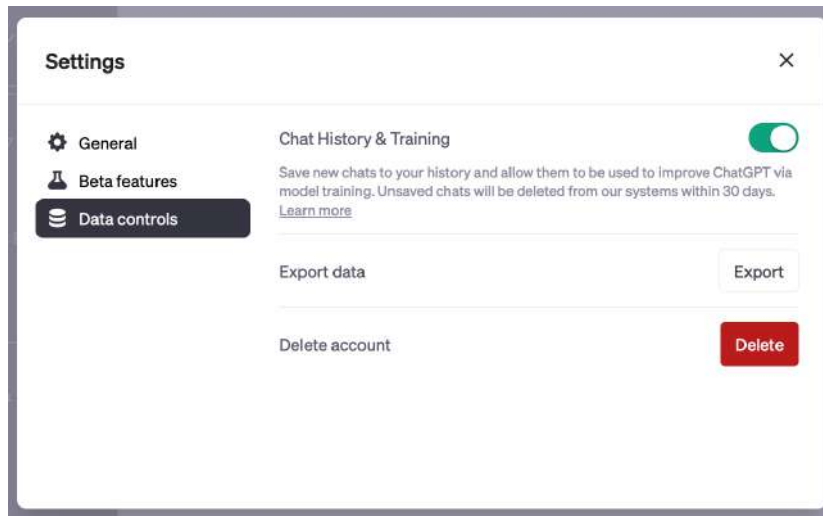 Settings
General
Beta features
Data controls
Chat History & Training
Save new chats to your history and allow them to be used to improve ChatGPT via
model training. Unsaved chats will be deleted from our systems within 30 days.
Learn more
Export data
Export
Delete account
Delete